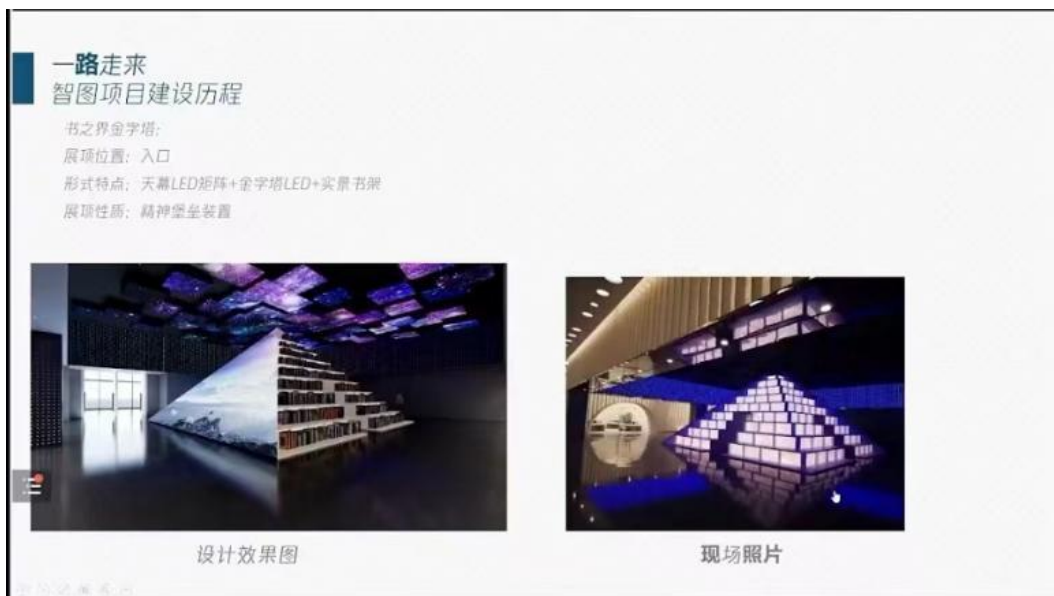 一路走来
智图项目建设历程
书之界金字塔:
展项位置: 入口
形式特点: 天幕LED矩阵+金字塔LED+实景书架
展项性质: 精神堡垒装置
设计效果图
现场照片